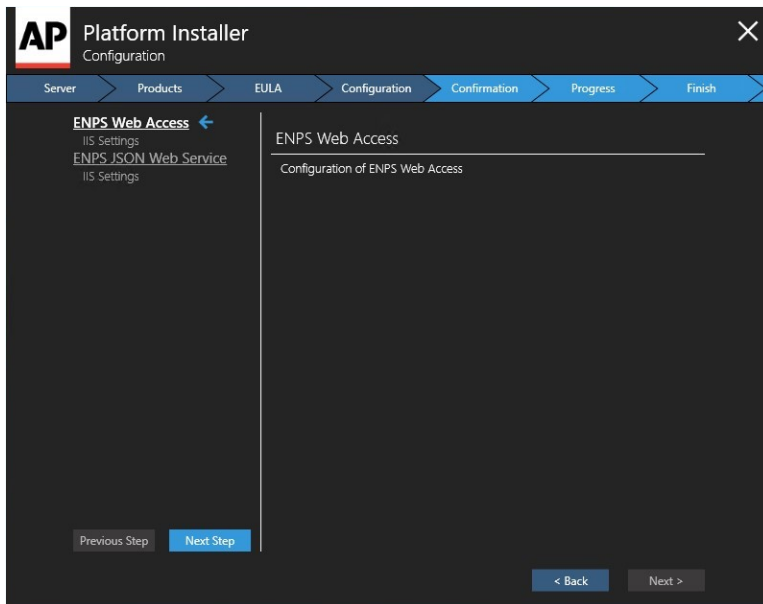 AP
Platform Installer
Configuration
Server Products EULA Configuration Confirmation Progress Finish
ENPS Web Access
IIS Settings
ENPS JSON Web Service
IIS Settings
ENPS Web Access
Configuration of ENPS Web Access
Previous Step Next Step
< Back Next >